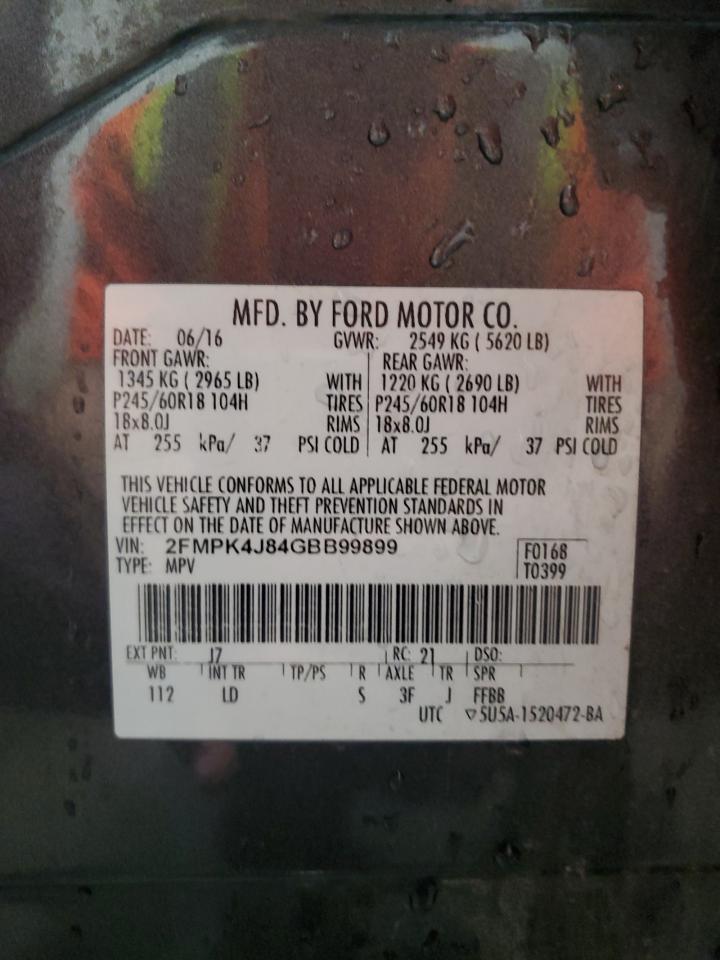 MFD. BY FORD MOTOR CO.
DATE: 06/16 GVWR: 2549 KG ( 5620 LB)
FRONT GAWR: REAR GAWR:
1345 KG ( 2965 LB) WITH 1220 KG ( 2690 LB) WITH
P245/60R18 104H TIRES P245/60R18 104H TIRES
18x8.0J RIMS 18x8.0J RIMS
AT 255 kPa/ 37 PSI COLD AT 255 kPa/ 37 PSI COLD
THIS VEHICLE CONFORMS TO ALL APPLICABLE FEDERAL MOTOR
VEHICLE SAFETY AND THEFT PREVENTION STANDARDS IN
EFFECT ON THE DATE OF MANUFACTURE SHOWN ABOVE.
VIN: 2FMPK4J84GBB99899 F0168
TYPE: MPV T0399
EXT PNT: J7 RC: 21 DSO:
WB INT TR TP/PS R AXLE TR SPR
112 LD S 3F J FFBB
UTC ▽5U5A-1520472-BA